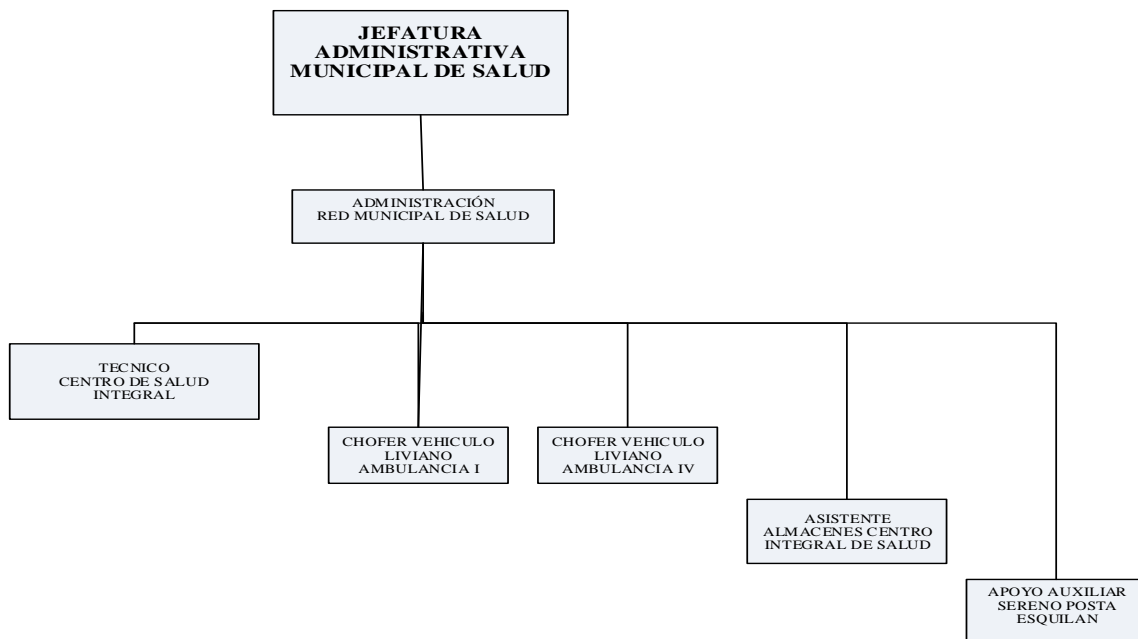 JEFATURA
ADMINISTRATIVA
MUNICIPAL DE SALUD
ADMINISTRACIÓN
RED MUNICIPAL DE SALUD
TECNICO
CENTRO DE SALUD
INTEGRAL
CHOFER VEHICULO
LIVIANO
AMBULANCIA I
CHOFER VEHICULO
LIVIANO
AMBULANCIA IV
ASISTENTE
ALMACENES CENTRO
INTEGRAL DE SALUD
APOYO AUXILIAR
SERENO POSTA
ESQUILAN